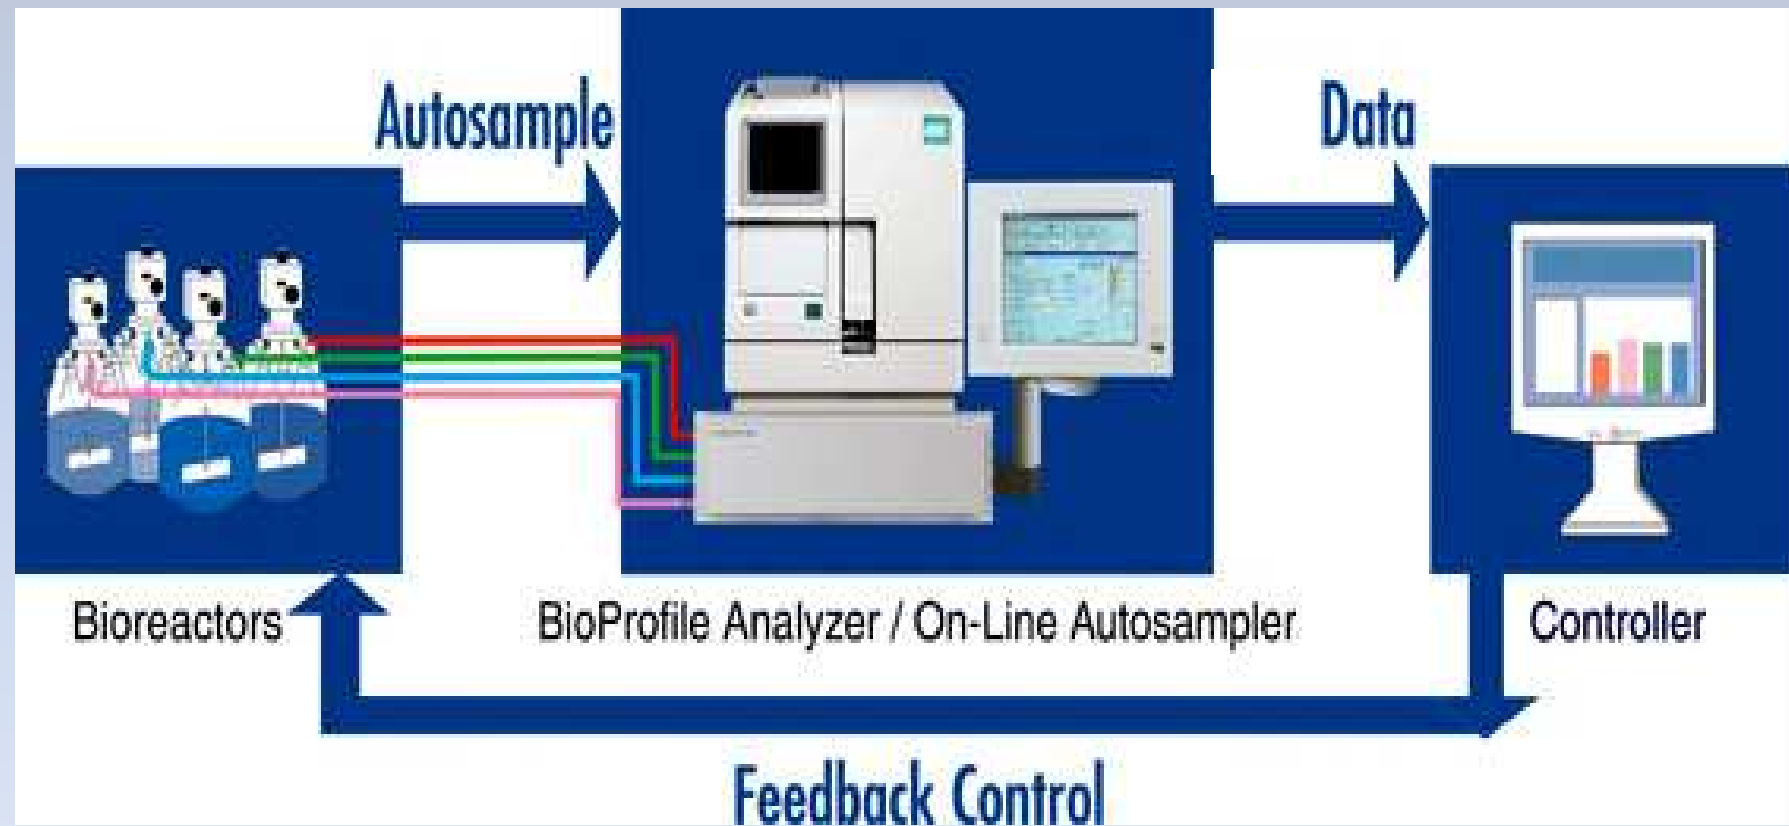 Autosample
Data
Bioreactors
BioProfile Analyzer / On-Line Autosampler
Controller
Feedback Control